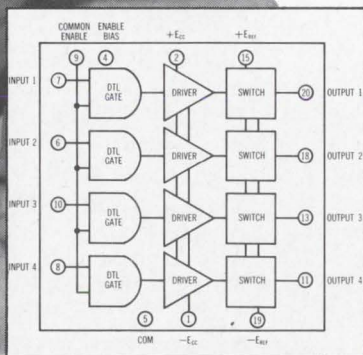 COMMON ENABLE
ENABLE BIAS
+ECC
+EREF
9 4 2 15
INPUT 1 7 DTL GATE DRIVER SWITCH 20 OUTPUT 1
INPUT 2 6 DTL GATE DRIVER SWITCH 18 OUTPUT 2
INPUT 3 10 DTL GATE DRIVER SWITCH 13 OUTPUT 3
INPUT 4 8 DTL GATE DRIVER SWITCH 11 OUTPUT 4
5 1 19
COM −ECC −EREF